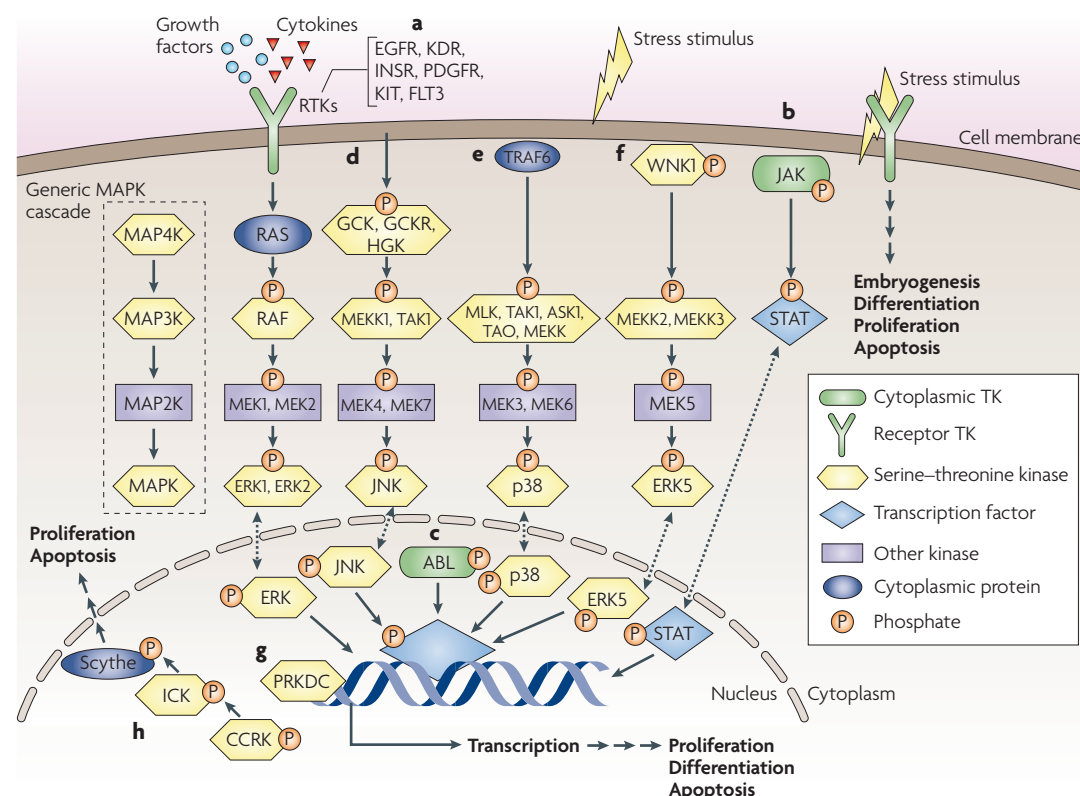 Growth
factors
Cytokines
a
EGFR, KDR,
INSR, PDGFR,
KIT, FLT3
RTKs
Stress stimulus
Stress stimulus
b
Cell membrane
d
e
TRAF6
f
WNK1
P
JAK
P
Generic MAPK
cascade
MAP4K
RAS
P
GCK, GCKR,
HGK
Embryogenesis
Differentiation
Proliferation
Apoptosis
MAP3K
P
RAF
P
MEKK1, TAK1
P
MLK, TAK1, ASK1,
TAO, MEKK
P
MEKK2, MEKK3
P
STAT
MAP2K
P
MEK1, MEK2
P
MEK4, MEK7
P
MEK3, MEK6
P
MEK5
MAPK
P
ERK1, ERK2
P
JNK
P
p38
P
ERK5
Cytoplasmic TK
Receptor TK
Serine–threonine kinase
Transcription factor
Other kinase
Cytoplasmic protein
P
Phosphate
Proliferation
Apoptosis
c
P
JNK
ABL
P
P
p38
P
ERK
ERK5
P
P
STAT
P
g
PRKDC
Scythe
P
ICK
P
h
CCRK
P
Nucleus
Cytoplasm
Transcription
Proliferation
Differentiation
Apoptosis